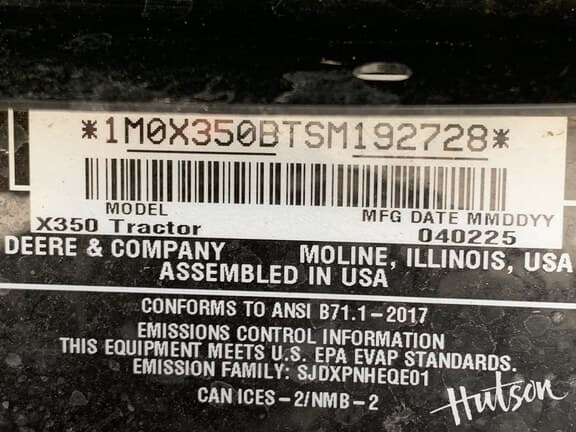 *1M0X350BTSM192728*
MODEL MFG DATE MMDDYY
X350 Tractor 040225
DEERE & COMPANY MOLINE, ILLINOIS, USA
ASSEMBLED IN USA
CONFORMS TO ANSI B71.1-2017
EMISSIONS CONTROL INFORMATION
THIS EQUIPMENT MEETS U.S. EPA EVAP STANDARDS.
EMISSION FAMILY: SJDXPNHEQE01
CAN ICES-2/NMB-2
Hutson